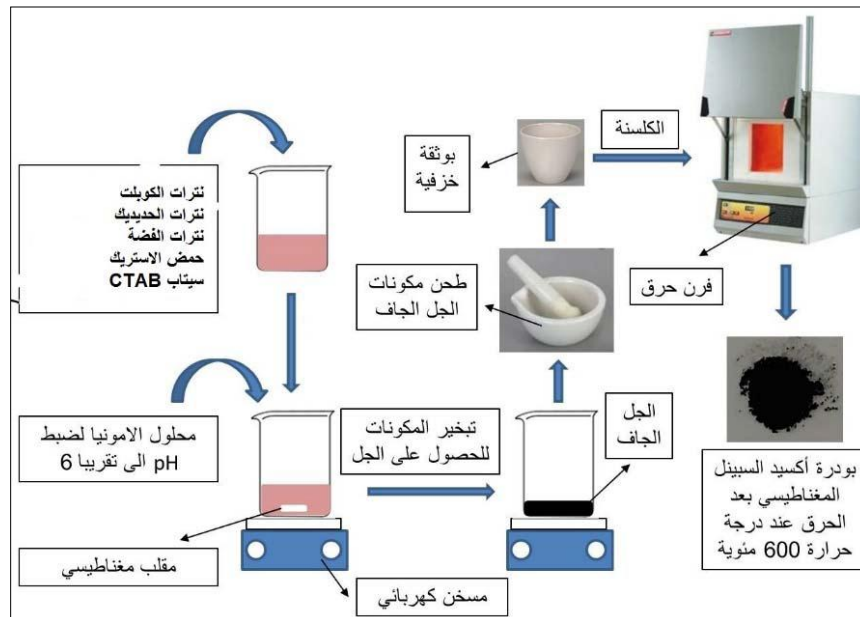 نترات الكوبلت
نترات الحديديك
نترات الفضة
حمض الاستريك
سيتاب CTAB
محلول الامونيا لضبط
pH الى تقريبا 6
مقلب مغناطيسي
مسخن كهربائي
تبخير المكونات
للحصول على الجل
الجل
الجاف
طحن مكونات
الجل الجاف
بوثقة
خزفية
الكلسنة
فرن حرق
بودرة أكسيد السبينل
المغناطيسي بعد
الحرق عند درجة
حرارة 600 مئوية